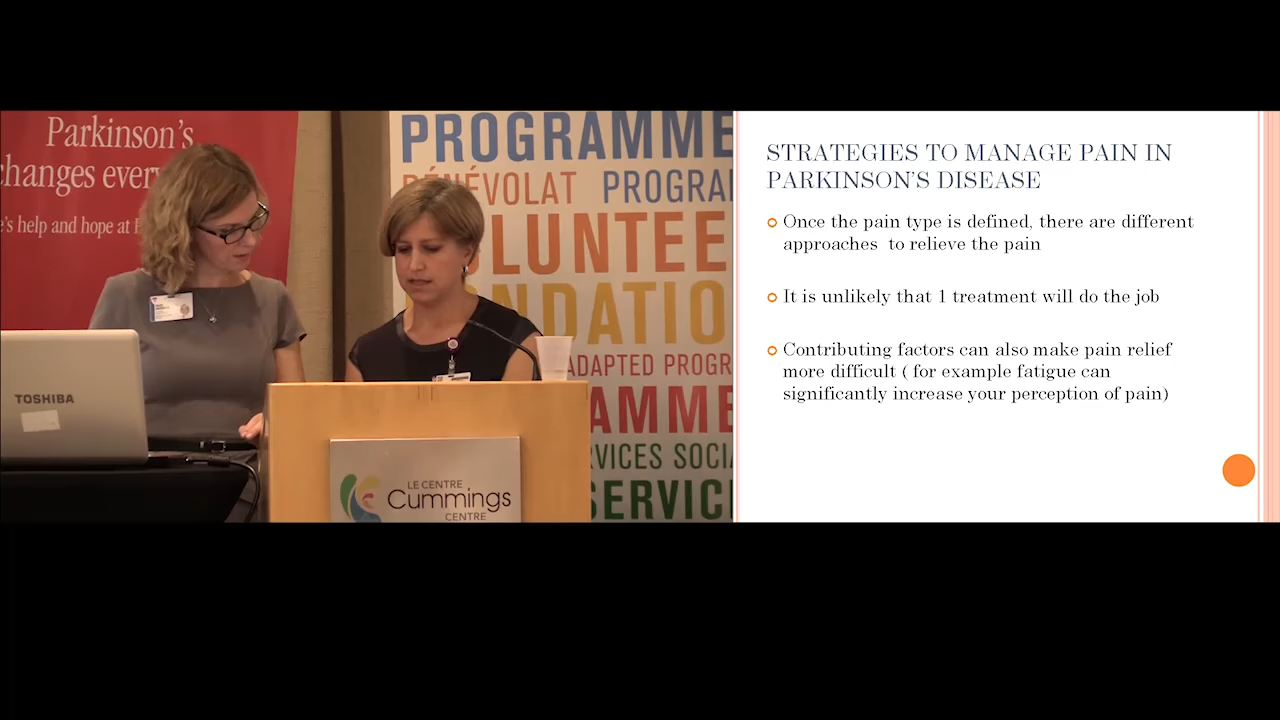 Parkinson's
changes every
's help and hope at
TOSHIBA
PROGRAMME
BÉNÉVOLAT PROGRA
LUNTEE
NDATIO
ADAPTED PROGR
AMME
RVICES SOCI
SERVIC
LE CENTRE
Cummings
CENTRE
STRATEGIES TO MANAGE PAIN IN
PARKINSON'S DISEASE
Once the pain type is defined, there are different
approaches to relieve the pain
It is unlikely that 1 treatment will do the job
Contributing factors can also make pain relief
more difficult ( for example fatigue can
significantly increase your perception of pain)